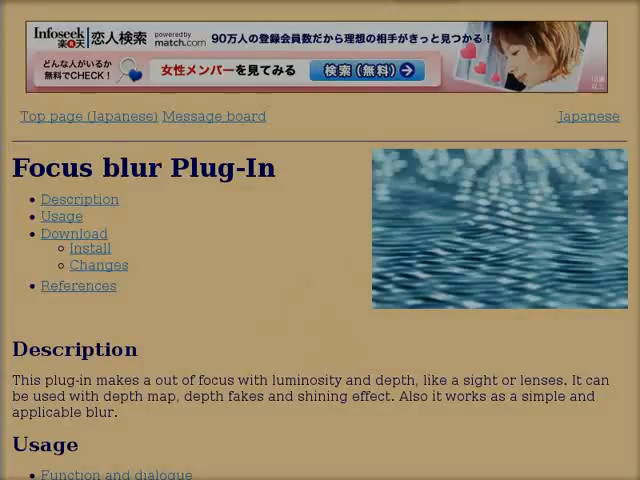 Infoseek 恋人検索 powered by match.com 90万人の登録会員数だから理想の相手がきっと見つかる!
楽天
どんな人がいるか
無料でCHECK! 女性メンバーを見てみる 検索(無料)
18歳
以上
Top page (Japanese) Message board Japanese
Focus blur Plug-In
Description
Usage
Download
Install
Changes
References
Description
This plug-in makes a out of focus with luminosity and depth, like a sight or lenses. It can
be used with depth map, depth fakes and shining effect. Also it works as a simple and
applicable blur.
Usage
Function and dialogue